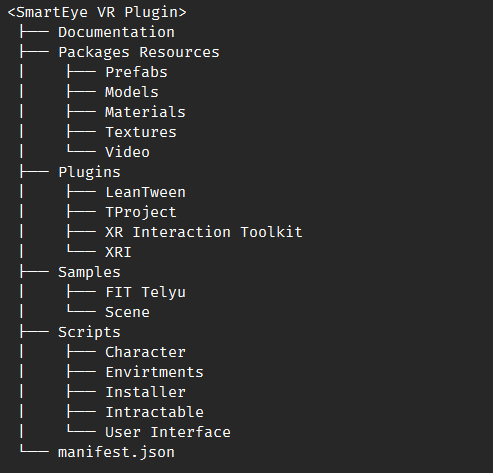 <SmartEye VR Plugin>
├── Documentation
├── Packages Resources
│    ├── Prefabs
│    ├── Models
│    ├── Materials
│    ├── Textures
│    └── Video
├── Plugins
│    ├── LeanTween
│    ├── TProject
│    ├── XR Interaction Toolkit
│    └── XRI
├── Samples
│    ├── FIT Telyu
│    └── Scene
├── Scripts
│    ├── Character
│    ├── Envirtments
│    ├── Installer
│    ├── Intractable
│    └── User Interface
└── manifest.json